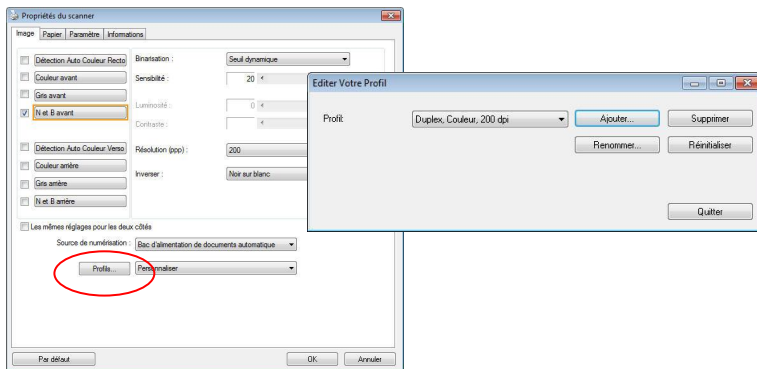 Propriétés du scanner
Image Papier Paramètre Informations
Détection Auto Couleur Recto
Couleur avant
Gris avant
N et B avant
Détection Auto Couleur Verso
Couleur arrière
Gris arrière
N et B arrière
Binarisation : Seuil dynamique
Sensibilité : 20
Luminosité : 0
Contraste : 0
Résolution (ppp) : 200
Inverser : Noir sur blanc
Les mêmes réglages pour les deux côtés
Source de numérisation : Bac d'alimentation de documents automatique
Profils... Personnaliser
Par défaut OK Annuler
Editer Votre Profil
Profil: Duplex, Couleur, 200 dpi Ajouter... Supprimer
Renommer... Réinitialiser
Quitter